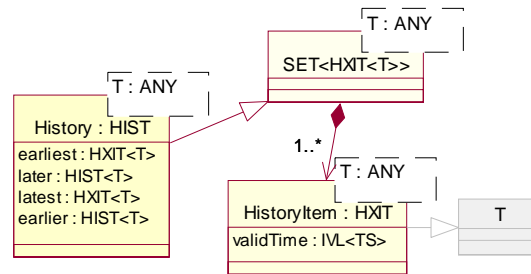 T : ANY
SET<HXIT<T>>
T : ANY
History : HIST
earliest : HXIT<T>
later : HIST<T>
latest : HXIT<T>
earlier : HIST<T>
1..*
T : ANY
HistoryItem : HXIT
validTime : IVL<TS>
T